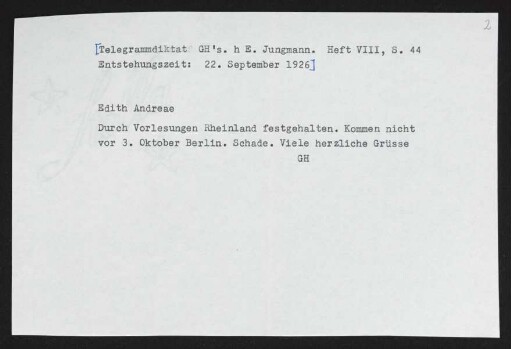 2
[Telegrammdiktat GH's. h E. Jungmann. Heft VIII, S. 44
Entstehungszeit: 22. September 1926]
Edith Andreae
Durch Vorlesungen Rheinland festgehalten. Kommen nicht
vor 3. Oktober Berlin. Schade. Viele herzliche Grüsse
GH